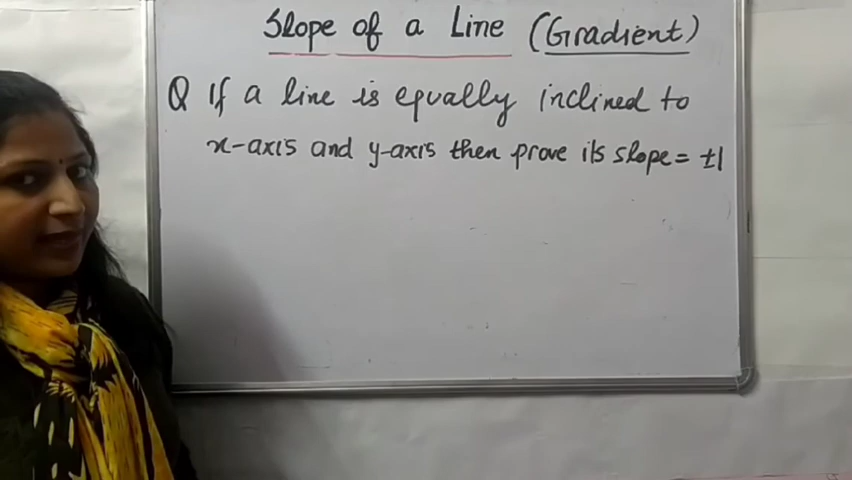 Slope of a Line (Gradient)
Q If a line is equally inclined to
x-axis and y-axis then prove its slope = ±1